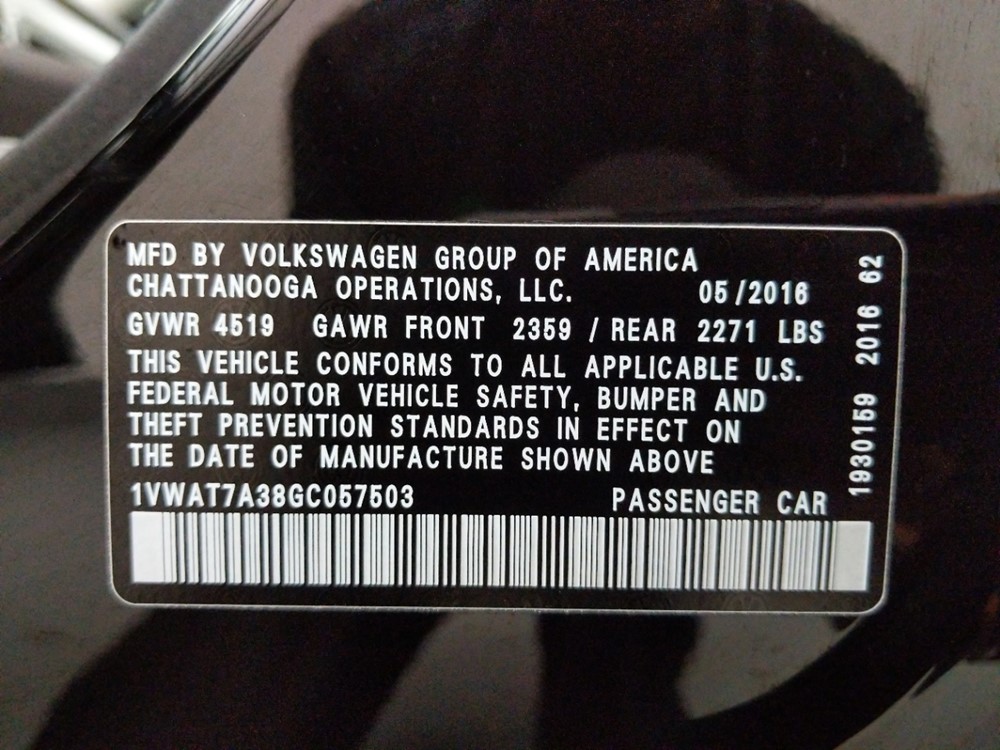 MFD BY VOLKSWAGEN GROUP OF AMERICA
CHATTANOOGA OPERATIONS, LLC. 05/2016
GVWR 4519 GAWR FRONT 2359 / REAR 2271 LBS
THIS VEHICLE CONFORMS TO ALL APPLICABLE U.S.
FEDERAL MOTOR VEHICLE SAFETY, BUMPER AND
THEFT PREVENTION STANDARDS IN EFFECT ON
THE DATE OF MANUFACTURE SHOWN ABOVE
1VWAT7A38GC057503 PASSENGER CAR
1930159 2016 62